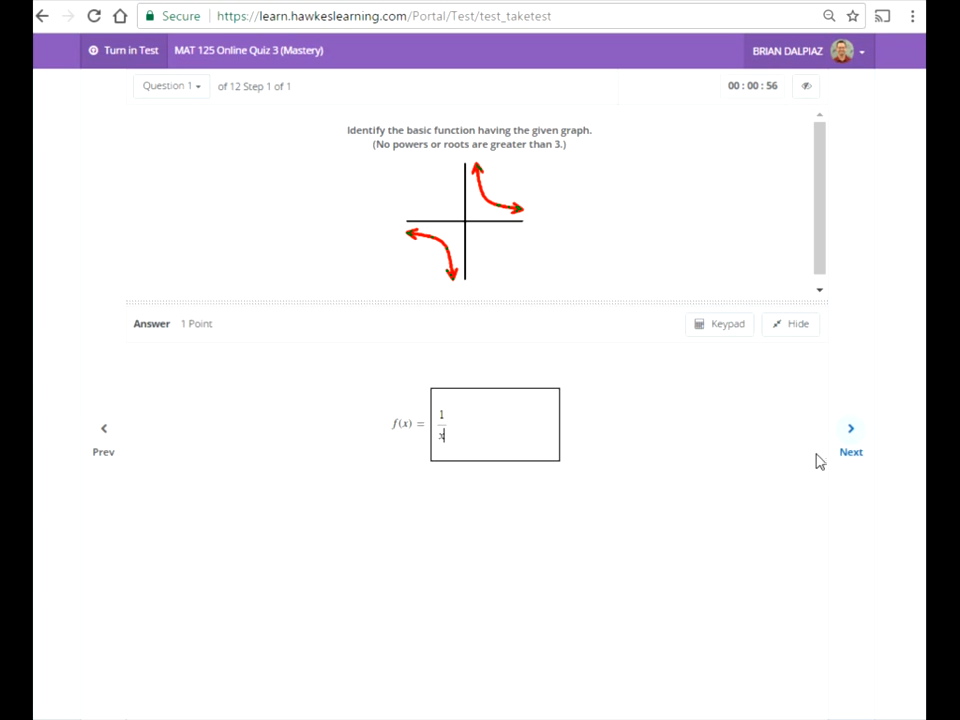 Secure https://learn.hawkeslearning.com/Portal/Test/test_taketest
Turn in Test MAT 125 Online Quiz 3 (Mastery) BRIAN DALPIAZ
Question 1 of 12 Step 1 of 1 00 : 00 : 56
Identify the basic function having the given graph.
(No powers or roots are greater than 3.)
Answer 1 Point Keypad Hide
f(x) = 1
x
Prev Next